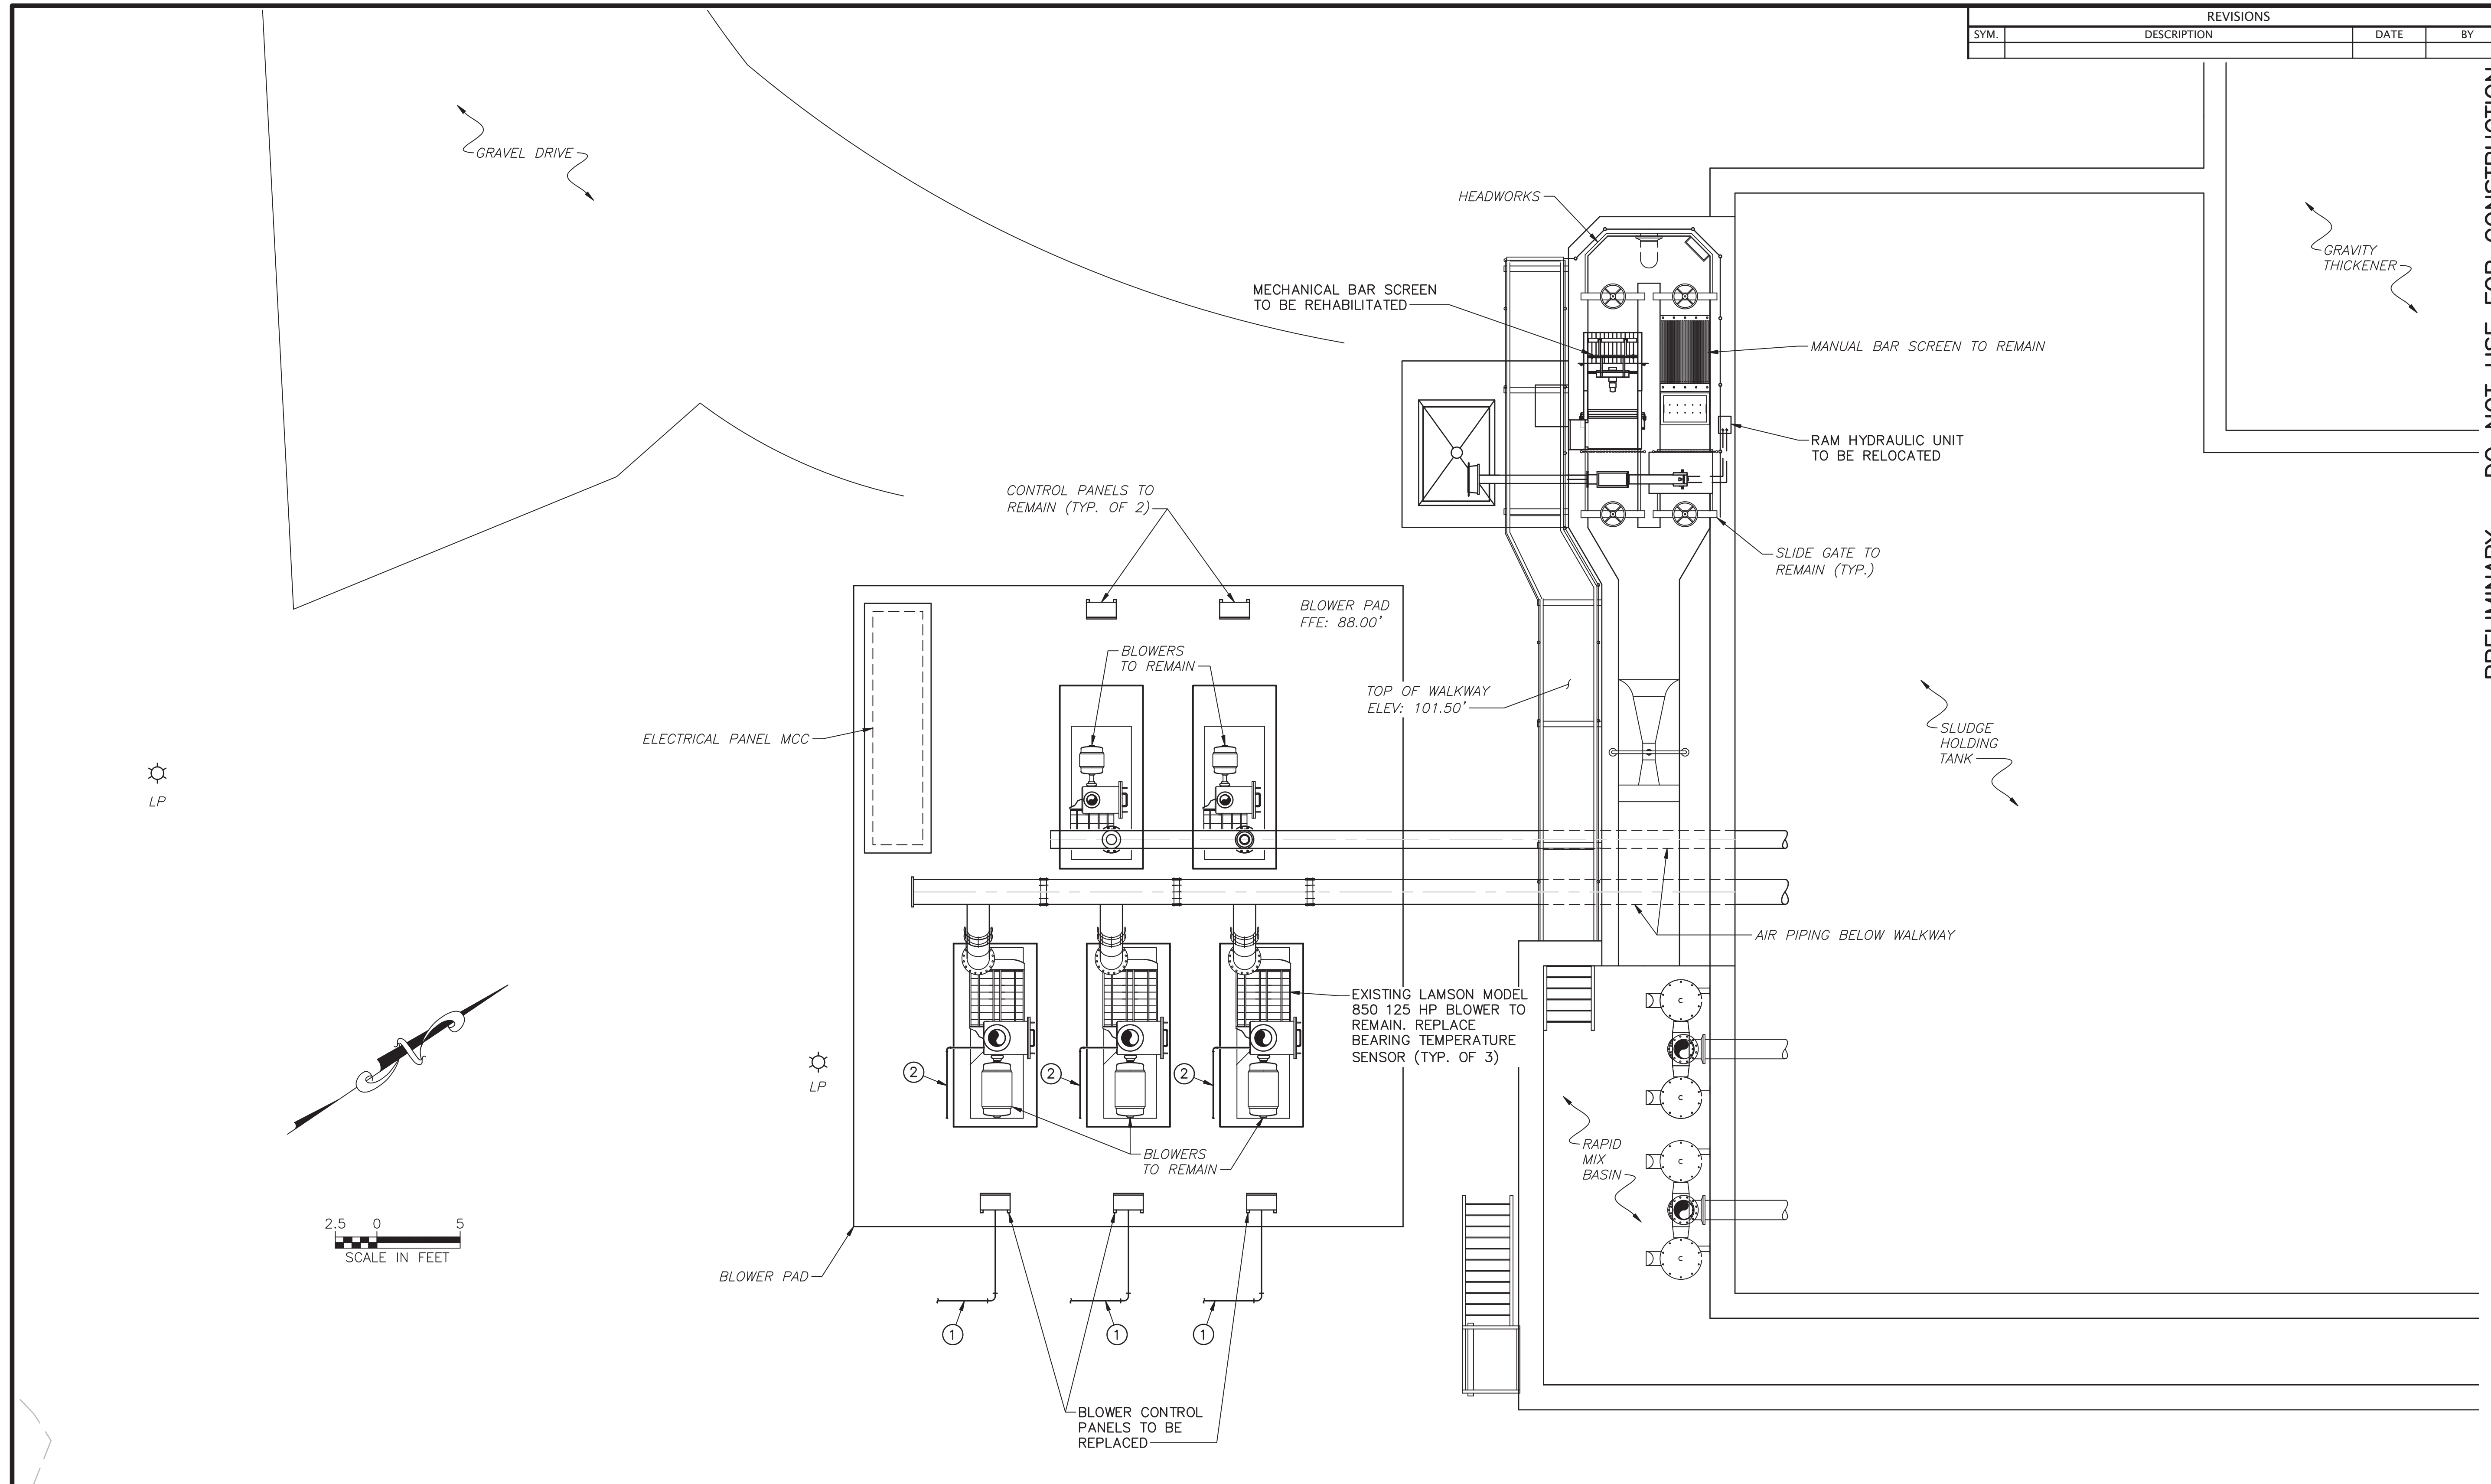 REVISIONS
SYM.
DESCRIPTION
DATE
BY
GRAVEL DRIVE
HEADWORKS
GRAVITY
THICKENER
MECHANICAL BAR SCREEN
TO BE REHABILITATED
MANUAL BAR SCREEN TO REMAIN
RAM HYDRAULIC UNIT
TO BE RELOCATED
CONTROL PANELS TO
REMAIN (TYP. OF 2)
SLIDE GATE TO
REMAIN (TYP.)
BLOWER PAD
FFE: 88.00'
BLOWERS
TO REMAIN
TOP OF WALKWAY
ELEV: 101.50'
ELECTRICAL PANEL MCC
SLUDGE
HOLDING
TANK
LP
AIR PIPING BELOW WALKWAY
C
EXISTING LAMSON MODEL
850 125 HP BLOWER TO
REMAIN. REPLACE
BEARING TEMPERATURE
SENSOR (TYP. OF 3)
LP
2
2
2
C
BLOWERS
TO REMAIN
RAPID
MIX
BASIN
C
C
2.5 0 5
SCALE IN FEET
BLOWER PAD
1
1
1
BLOWER CONTROL
PANELS TO BE
REPLACED
PRELIMINARY DO NOT USE FOR CONSTRUCTION